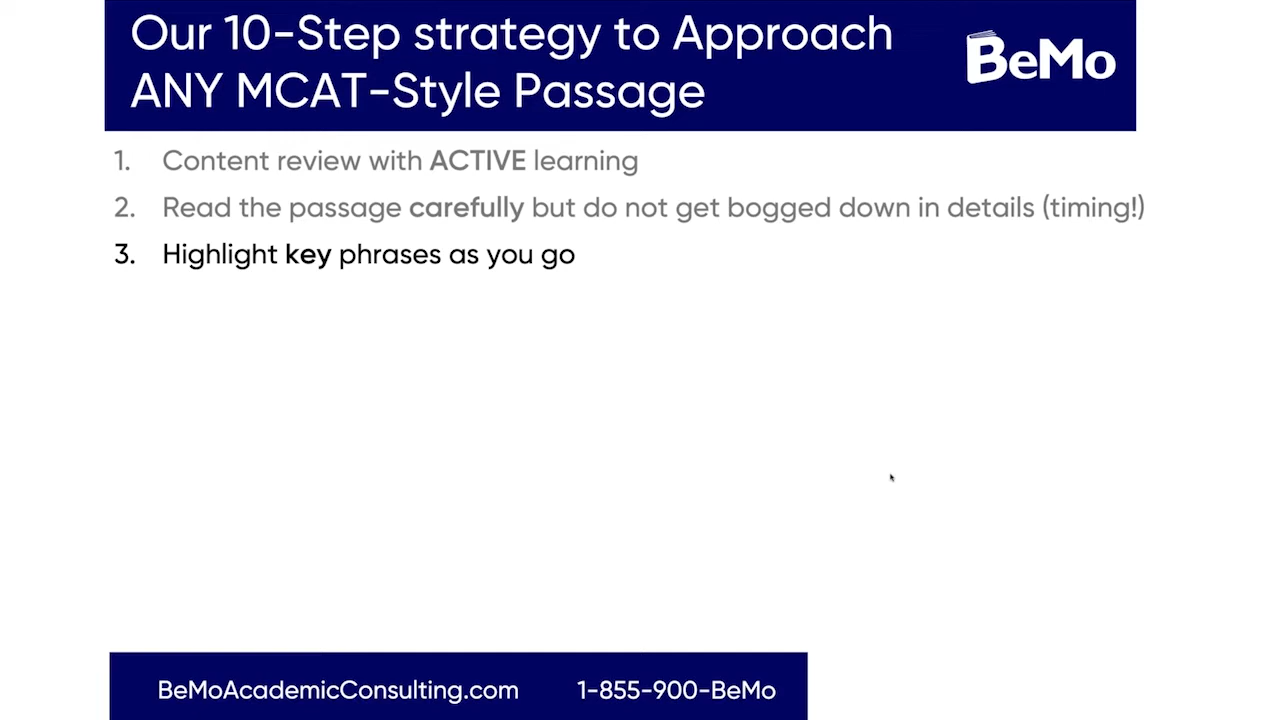 Our 10-Step strategy to Approach
ANY MCAT-Style Passage
BeMo
1. Content review with ACTIVE learning
2. Read the passage carefully but do not get bogged down in details (timing!)
3. Highlight key phrases as you go
BeMoAcademicConsulting.com 1-855-900-BeMo